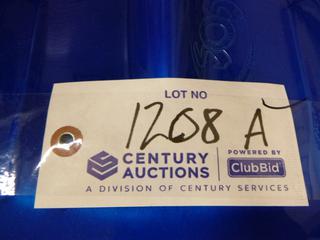 LOT NO
1208 A
CENTURY AUCTIONS
POWERED BY
ClubBid
A DIVISION OF CENTURY SERVICES